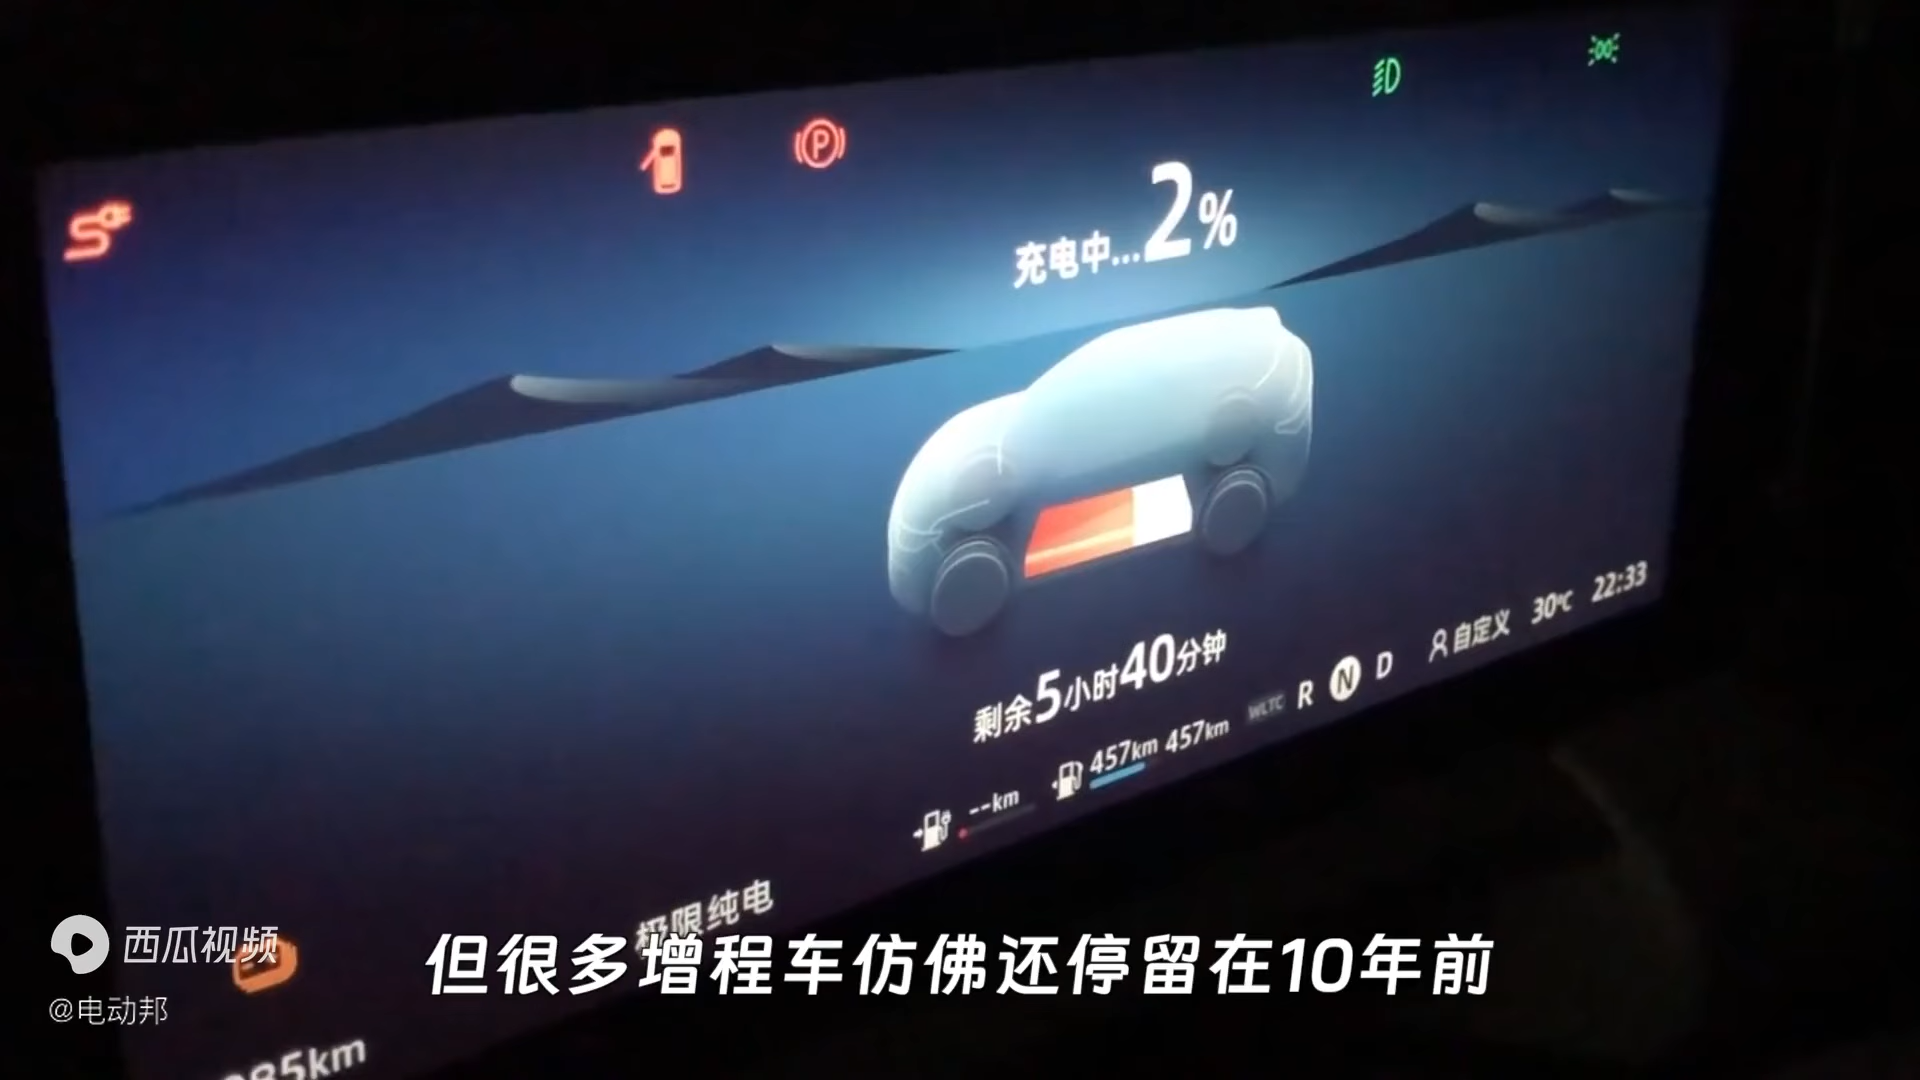 P
充电中...2%
剩余5小时40分钟
--km
457km 457km
WLTC R N D
自定义 30℃ 22:33
极限纯电
西瓜视频
@电动邦
但很多增程车仿佛还停留在10年前
85km